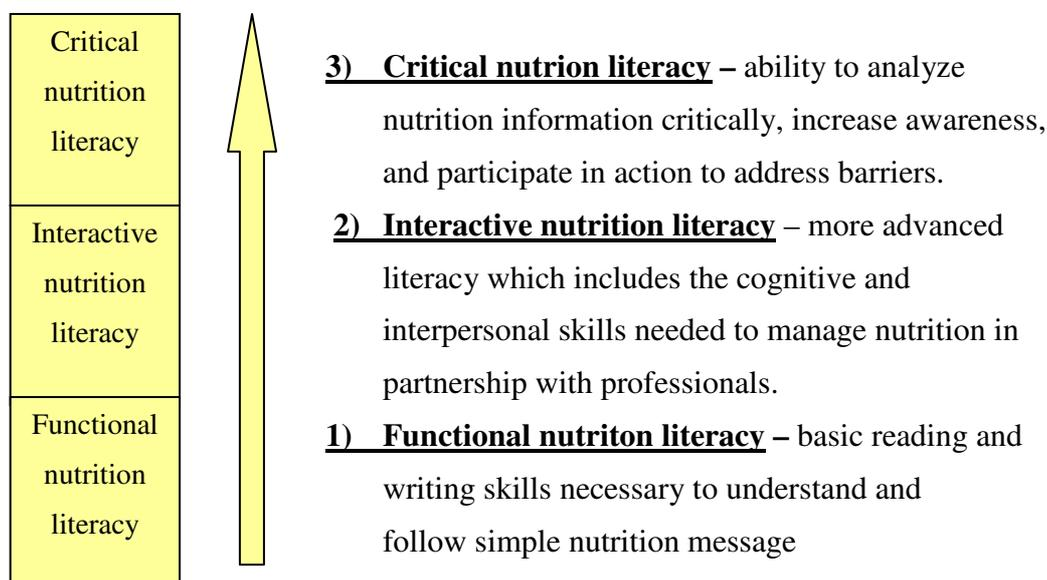 Critical
nutrition
literacy
Interactive
nutrition
literacy
Functional
nutrition
literacy
3) Critical nutrion literacy – ability to analyze
nutrition information critically, increase awareness,
and participate in action to address barriers.
2) Interactive nutrition literacy – more advanced
literacy which includes the cognitive and
interpersonal skills needed to manage nutrition in
partnership with professionals.
1) Functional nutriton literacy – basic reading and
writing skills necessary to understand and
follow simple nutrition message